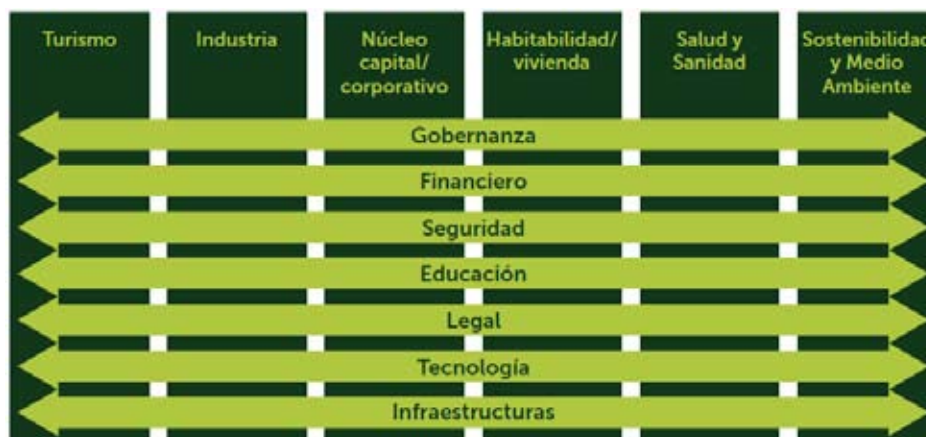 Turismo
Industria
Núcleo
capital/
corporativo
Habitabilidad/
vivienda
Salud y
Sanidad
Sostenibilidad
y Medio
Ambiente
Gobernanza
Financiero
Seguridad
Educación
Legal
Tecnología
Infraestructuras